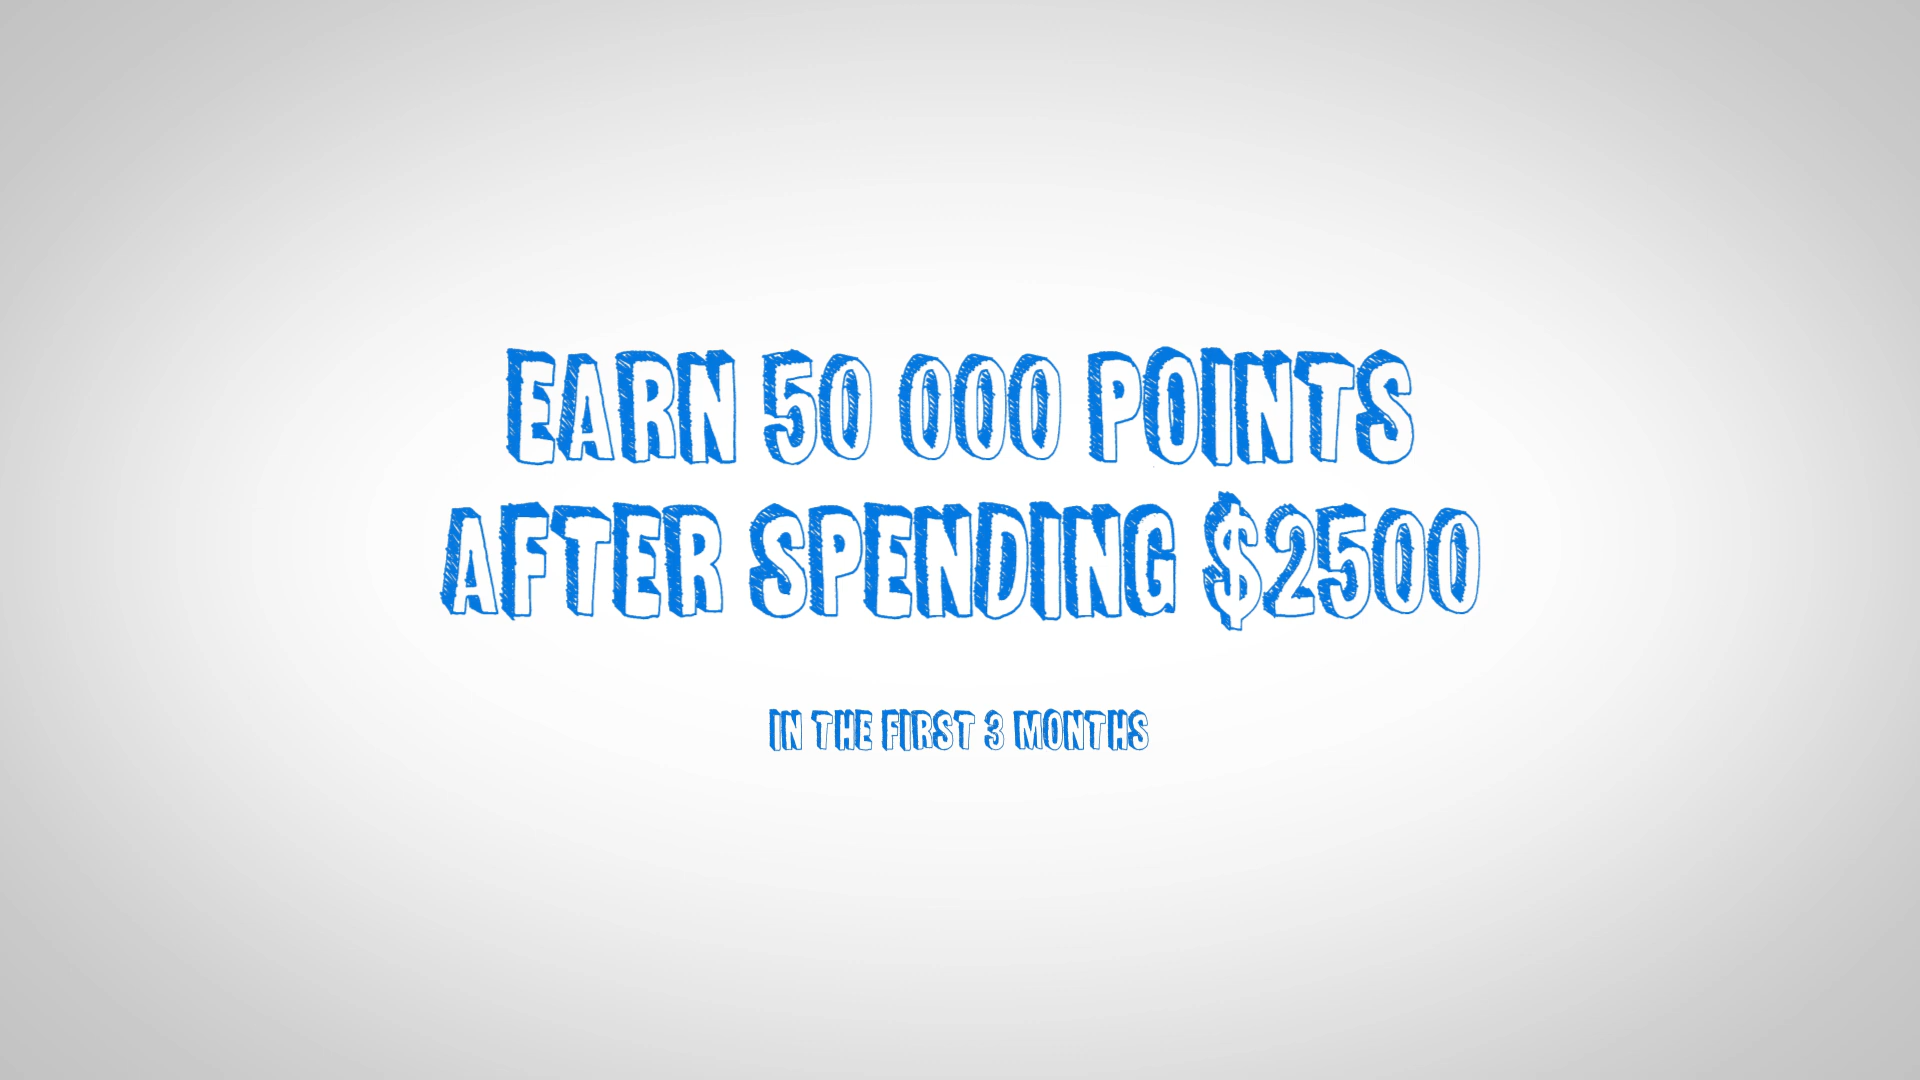 EARN 50 000 POINTS
AFTER SPENDING $2500
IN THE FIRST 3 MONTHS